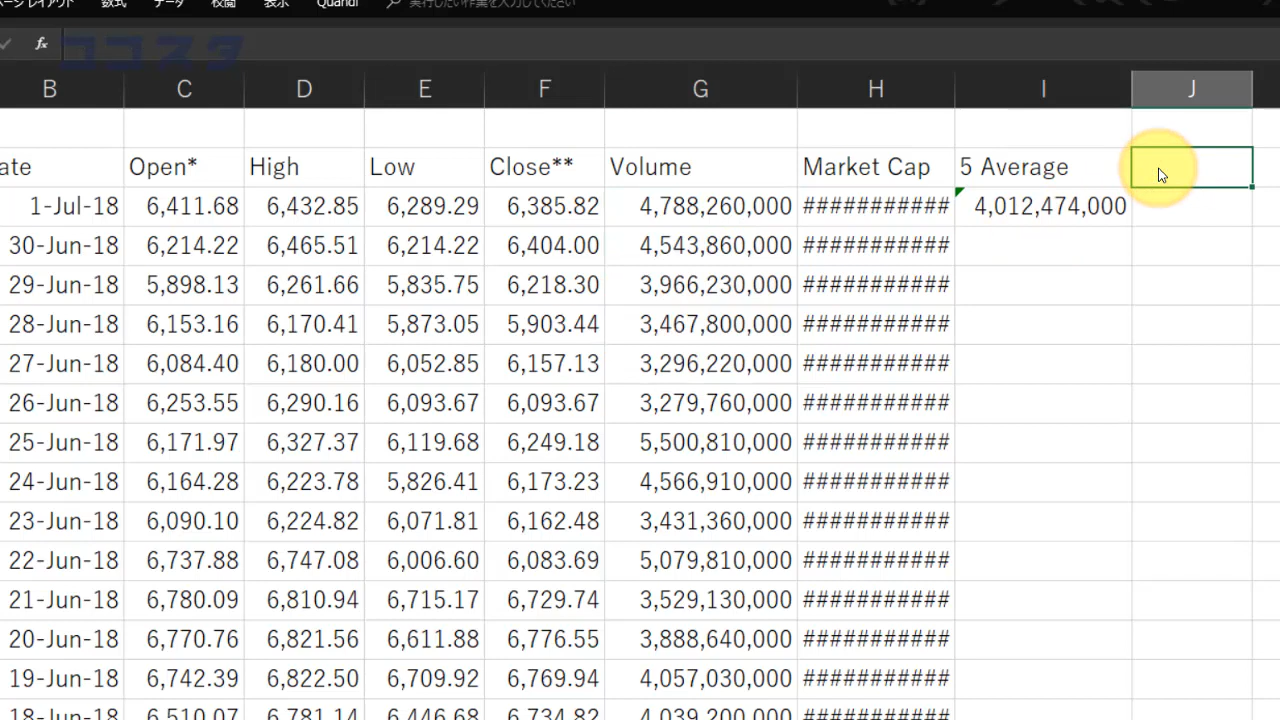 ページ レイアウト 数式 データ 校閲 表示 Quandl 実行したい作業を入力してください
fx ココスタ
B C D E F G H I J
ate Open* High Low Close** Volume Market Cap 5 Average
1-Jul-18 6,411.68 6,432.85 6,289.29 6,385.82 4,788,260,000 ########### 4,012,474,000
30-Jun-18 6,214.22 6,465.51 6,214.22 6,404.00 4,543,860,000 ###########
29-Jun-18 5,898.13 6,261.66 5,835.75 6,218.30 3,966,230,000 ###########
28-Jun-18 6,153.16 6,170.41 5,873.05 5,903.44 3,467,800,000 ###########
27-Jun-18 6,084.40 6,180.00 6,052.85 6,157.13 3,296,220,000 ###########
26-Jun-18 6,253.55 6,290.16 6,093.67 6,093.67 3,279,760,000 ###########
25-Jun-18 6,171.97 6,327.37 6,119.68 6,249.18 5,500,810,000 ###########
24-Jun-18 6,164.28 6,223.78 5,826.41 6,173.23 4,566,910,000 ###########
23-Jun-18 6,090.10 6,224.82 6,071.81 6,162.48 3,431,360,000 ###########
22-Jun-18 6,737.88 6,747.08 6,006.60 6,083.69 5,079,810,000 ###########
21-Jun-18 6,780.09 6,810.94 6,715.17 6,729.74 3,529,130,000 ###########
20-Jun-18 6,770.76 6,821.56 6,611.88 6,776.55 3,888,640,000 ###########
19-Jun-18 6,742.39 6,822.50 6,709.92 6,769.94 4,057,030,000 ###########
18-Jun-18 6,510.07 6,781.14 6,446.68 6,734.82 4,039,200,000 ###########